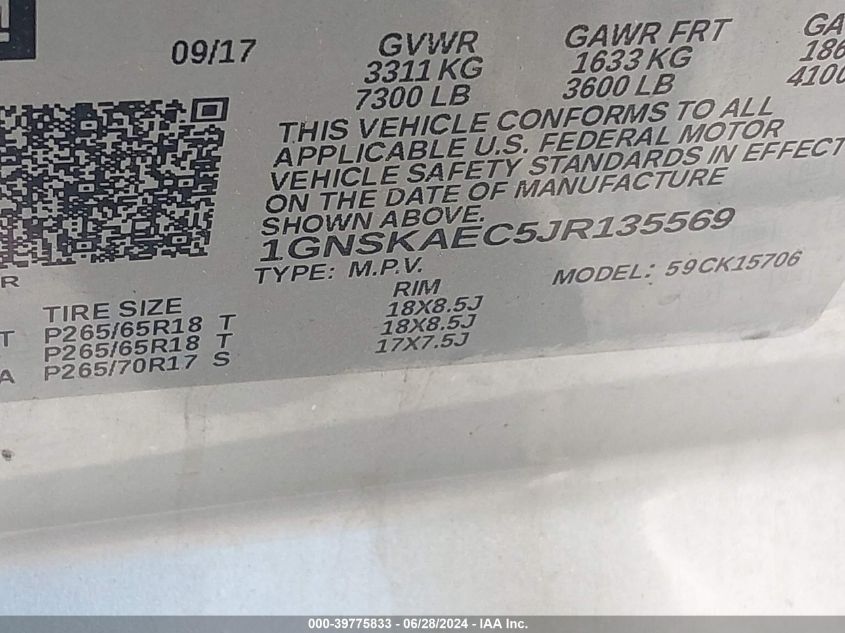 09/17
GVWR GAWR FRT
3311 KG 1633 KG
7300 LB 3600 LB 4100
THIS VEHICLE CONFORMS TO ALL
APPLICABLE U.S. FEDERAL MOTOR
VEHICLE SAFETY STANDARDS IN EFFECT
ON THE DATE OF MANUFACTURE
SHOWN ABOVE.
1GNSKAEC5JR135569
TYPE: M.P.V. MODEL: 59CK15706
TIRE SIZE RIM
P265/65R18 T 18X8.5J
P265/65R18 T 18X8.5J
P265/70R17 S 17X7.5J
000-39775833 - 06/28/2024 - IAA Inc.